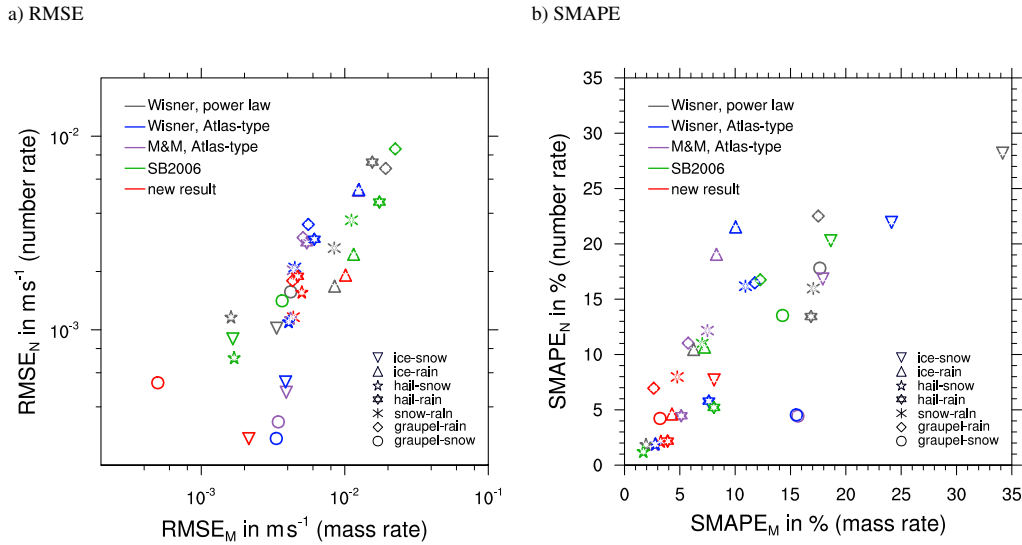 a) RMSE
10⁻²
10⁻³
RMSE_N in m s⁻¹ (number rate)
Wisner, power law
Wisner, Atlas-type
M&M, Atlas-type
SB2006
new result
ice-snow
ice-rain
hail-snow
hail-rain
snow-rain
graupel-rain
graupel-snow
10⁻³ 10⁻² 10⁻¹
RMSE_M in m s⁻¹ (mass rate)
b) SMAPE
35
30
25
20
15
10
5
0
SMAPE_N in % (number rate)
Wisner, power law
Wisner, Atlas-type
M&M, Atlas-type
SB2006
new result
ice-snow
ice-rain
hail-snow
hail-rain
snow-rain
graupel-rain
graupel-snow
0 5 10 15 20 25 30 35
SMAPE_M in % (mass rate)